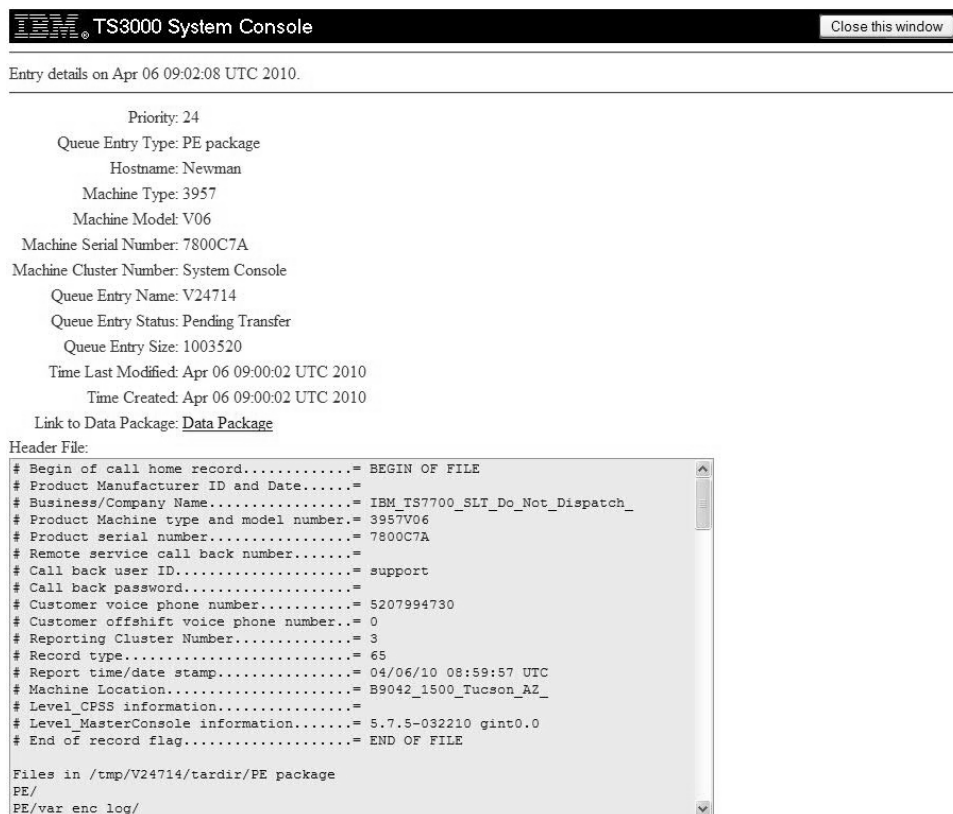 IBM® TS3000 System Console
Close this window
Entry details on Apr 06 09:02:08 UTC 2010.
Priority: 24
Queue Entry Type: PE package
Hostname: Newman
Machine Type: 3957
Machine Model: V06
Machine Serial Number: 7800C7A
Machine Cluster Number: System Console
Queue Entry Name: V24714
Queue Entry Status: Pending Transfer
Queue Entry Size: 1003520
Time Last Modified: Apr 06 09:00:02 UTC 2010
Time Created: Apr 06 09:00:02 UTC 2010
Link to Data Package: Data Package
Header File:
# Begin of call home record.............= BEGIN OF FILE
# Product Manufacturer ID and Date......=
# Business/Company Name.................= IBM_TS7700_SLT_Do_Not_Dispatch_
# Product Machine type and model number.= 3957V06
# Product serial number.................= 7800C7A
# Remote service call back number.......=
# Call back user ID.....................= support
# Call back password....................=
# Customer voice phone number...........= 5207994730
# Customer offshift voice phone number..= 0
# Reporting Cluster Number..............= 3
# Record type...........................= 65
# Report time/date stamp................= 04/06/10 08:59:57 UTC
# Machine Location......................= B9042_1500_Tucson_AZ_
# Level_CPSS information................=
# Level_MasterConsole information.......= 5.7.5-032210 gint0.0
# End of record flag....................= END OF FILE
Files in /tmp/V24714/tardir/PE package
PE/
PE/var enc log/